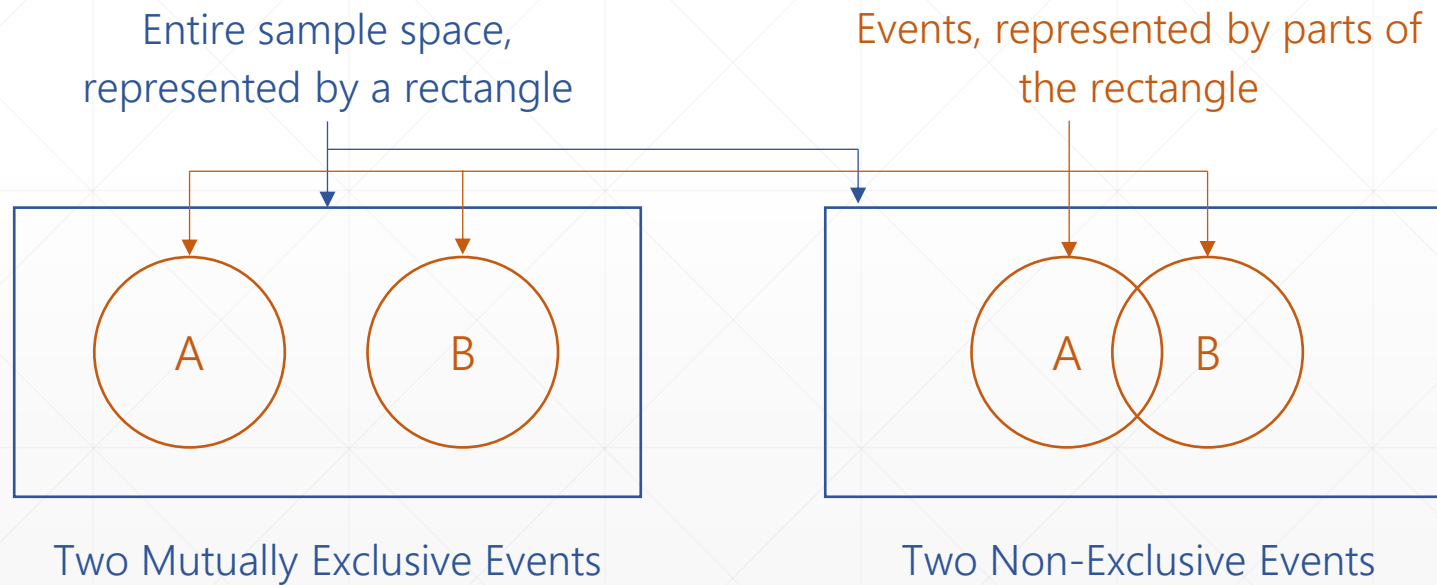 Entire sample space,
represented by a rectangle
Events, represented by parts of
the rectangle
A
B
A
B
Two Mutually Exclusive Events
Two Non-Exclusive Events